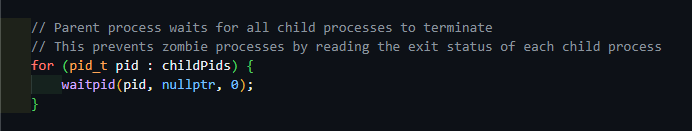 // Parent process waits for all child processes to terminate
// This prevents zombie processes by reading the exit status of each child process
for (pid_t pid : childPids) {
    waitpid(pid, nullptr, 0);
}